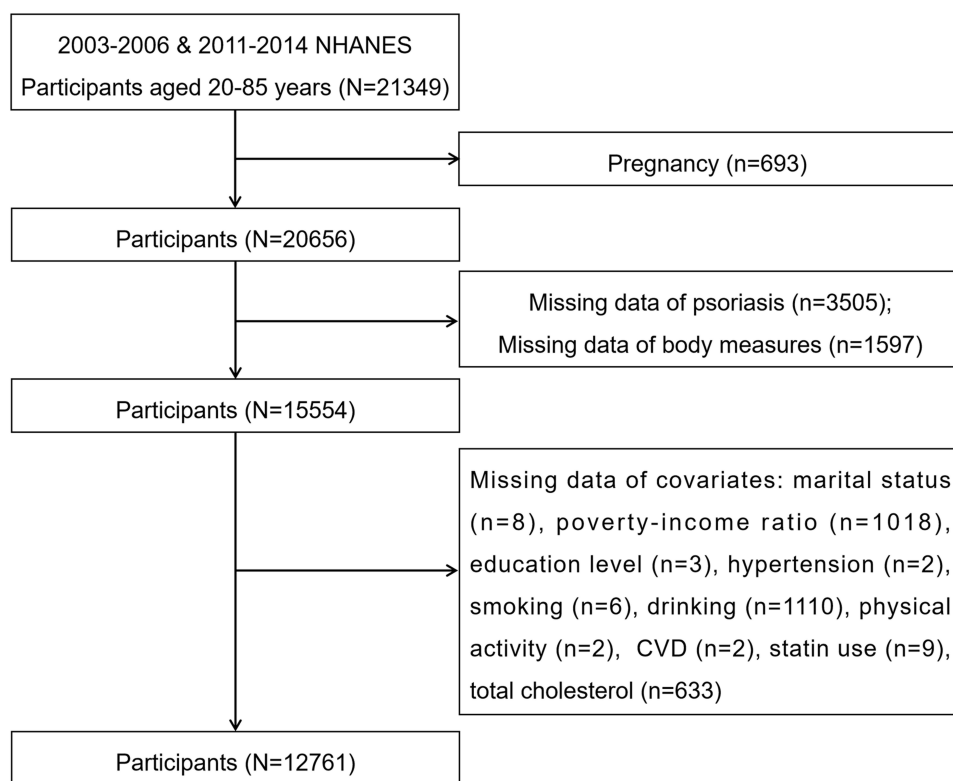 2003-2006 & 2011-2014 NHANES
Participants aged 20-85 years (N=21349)
Pregnancy (n=693)
Participants (N=20656)
Missing data of psoriasis (n=3505);
Missing data of body measures (n=1597)
Participants (N=15554)
Missing data of covariates: marital status
(n=8), poverty-income ratio (n=1018),
education level (n=3), hypertension (n=2),
smoking (n=6), drinking (n=1110), physical
activity (n=2), CVD (n=2), statin use (n=9),
total cholesterol (n=633)
Participants (N=12761)